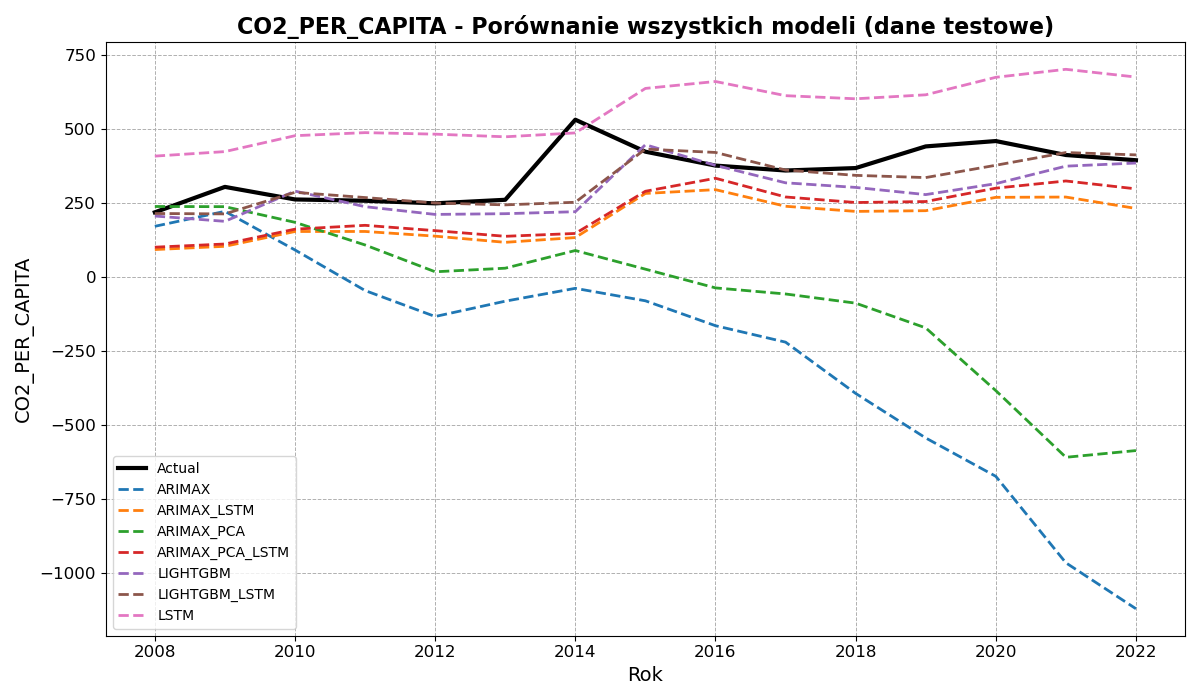 CO2_PER_CAPITA - Porównanie wszystkich modeli (dane testowe)
CO2_PER_CAPITA
750
500
250
0
−250
−500
−750
−1000
Actual
ARIMAX
ARIMAX_LSTM
ARIMAX_PCA
ARIMAX_PCA_LSTM
LIGHTGBM
LIGHTGBM_LSTM
LSTM
2008 2010 2012 2014 2016 2018 2020 2022
Rok